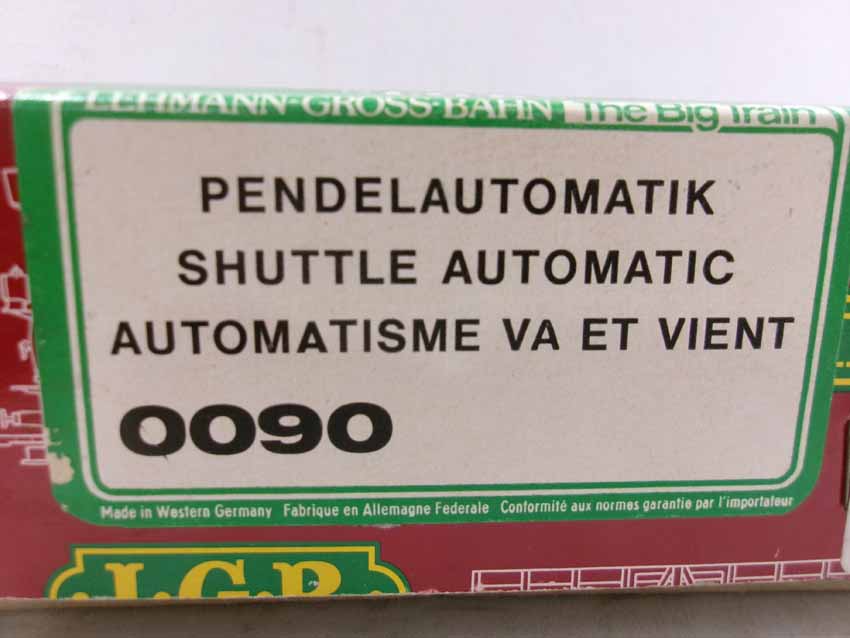 LEHMANN-GROSS-BAHN The Big Train
PENDELAUTOMATIK
SHUTTLE AUTOMATIC
AUTOMATISME VA ET VIENT
0090
Made in Western Germany Fabrique en Allemagne Federale Conformité aux normes garantie par l'importateur
L.G.B.